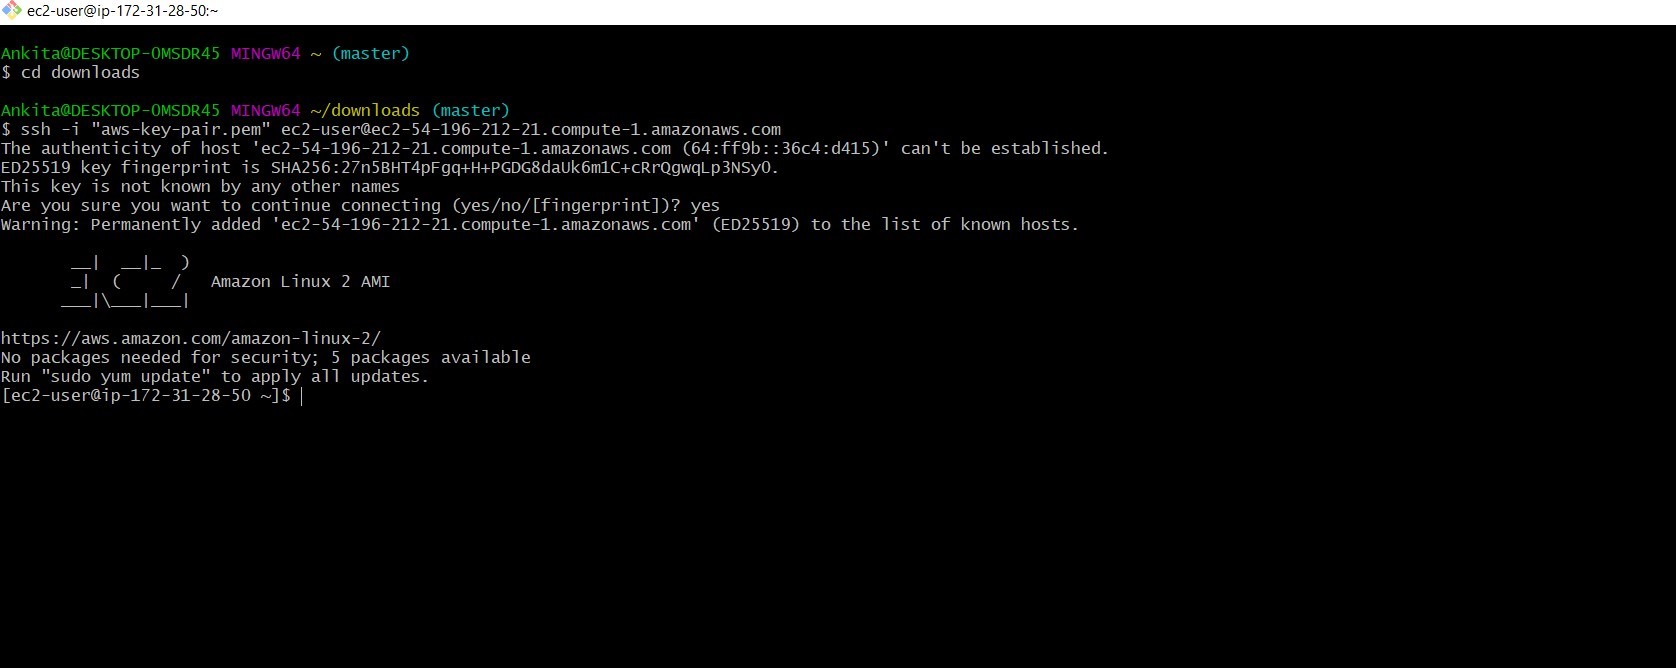 ec2-user@ip-172-31-28-50:~
Ankita@DESKTOP-OMSDR45 MINGW64 ~ (master)
$ cd downloads
Ankita@DESKTOP-OMSDR45 MINGW64 ~/downloads (master)
$ ssh -i "aws-key-pair.pem" ec2-user@ec2-54-196-212-21.compute-1.amazonaws.com
The authenticity of host 'ec2-54-196-212-21.compute-1.amazonaws.com (64:ff9b::36c4:d415)' can't be established.
ED25519 key fingerprint is SHA256:27n5BHT4pFgq+H+PGDG8daUk6m1C+cRrQgwqLp3NSyO.
This key is not known by any other names
Are you sure you want to continue connecting (yes/no/[fingerprint])? yes
Warning: Permanently added 'ec2-54-196-212-21.compute-1.amazonaws.com' (ED25519) to the list of known hosts.
       __|  __|_  )
       _|  (     /   Amazon Linux 2 AMI
      ___|\___|___|
https://aws.amazon.com/amazon-linux-2/
No packages needed for security; 5 packages available
Run "sudo yum update" to apply all updates.
[ec2-user@ip-172-31-28-50 ~]$